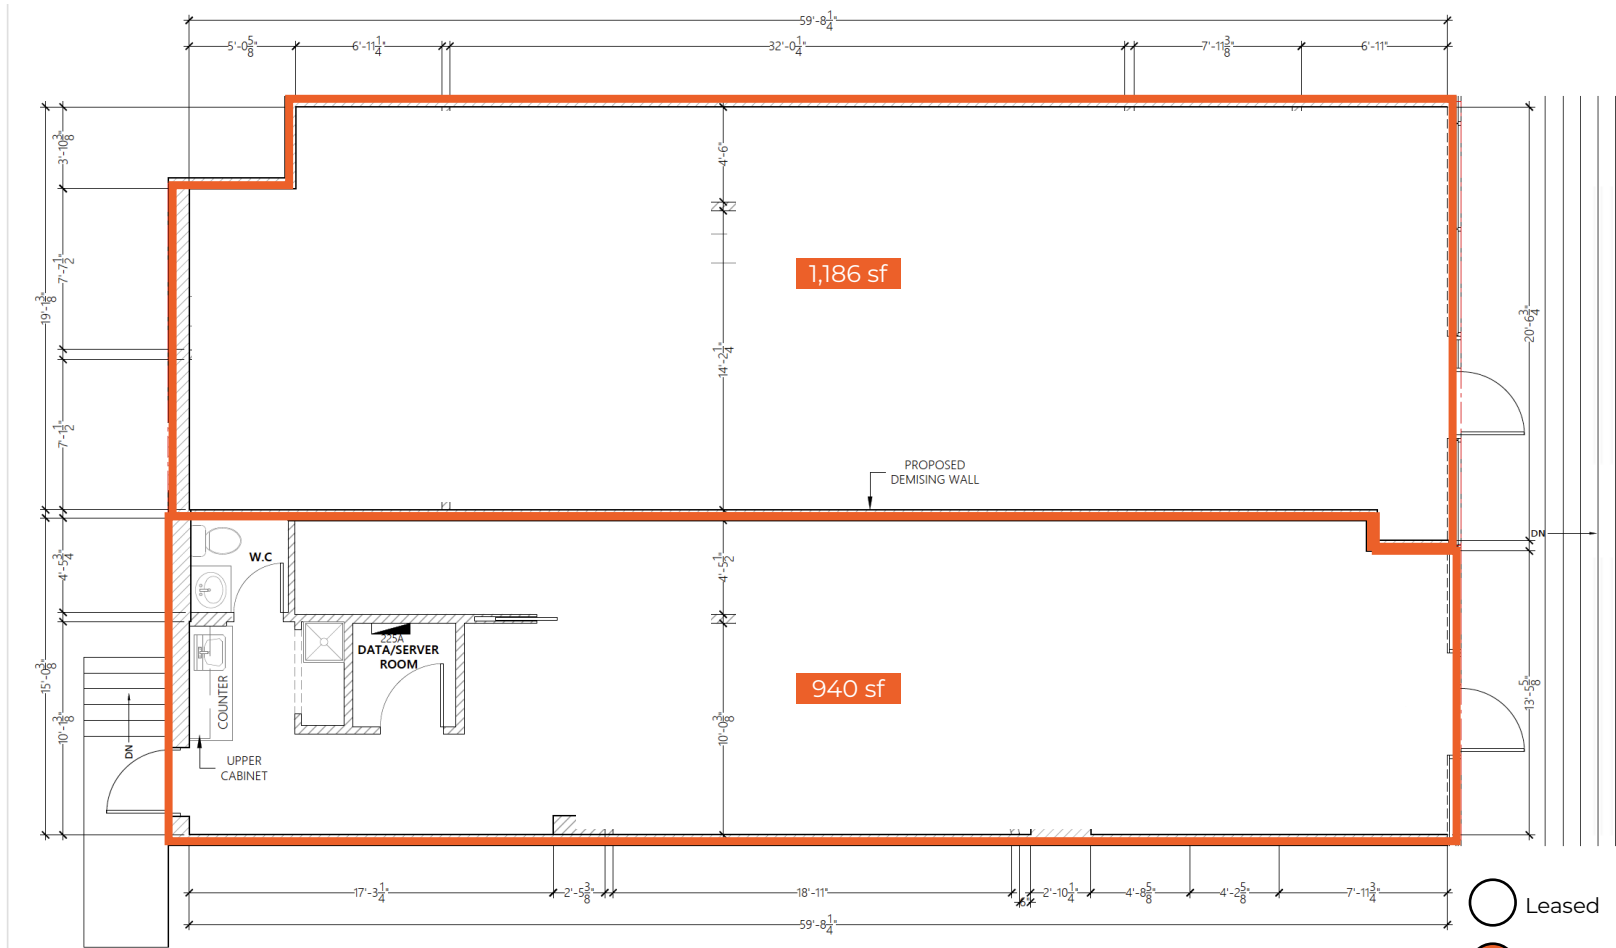 59'-8 1/4"
5'-0 5/8"
6'-11 1/4"
32'-0 1/4"
7'-11 3/8"
6'-11"
3'-10 3/8"
4'-6"
7'-7 1/2"
19'-1 3/8"
1,186 sf
14'-2 1/4"
20'-6 3/4"
7'-1 1/2"
PROPOSED
DEMISING WALL
DN
W.C
4'-5 3/4"
4'-5 1/2"
225A
DATA/SERVER
ROOM
15'-0 3/8"
940 sf
13'-5 5/8"
COUNTER
10'-1 3/8"
10'-0 3/8"
DN
UPPER
CABINET
17'-3 1/4"
2'-5 3/8"
18'-11"
2'-10 1/4"
4'-8 5/8"
4'-2 5/8"
7'-11 3/4"
59'-8 1/4"
Leased